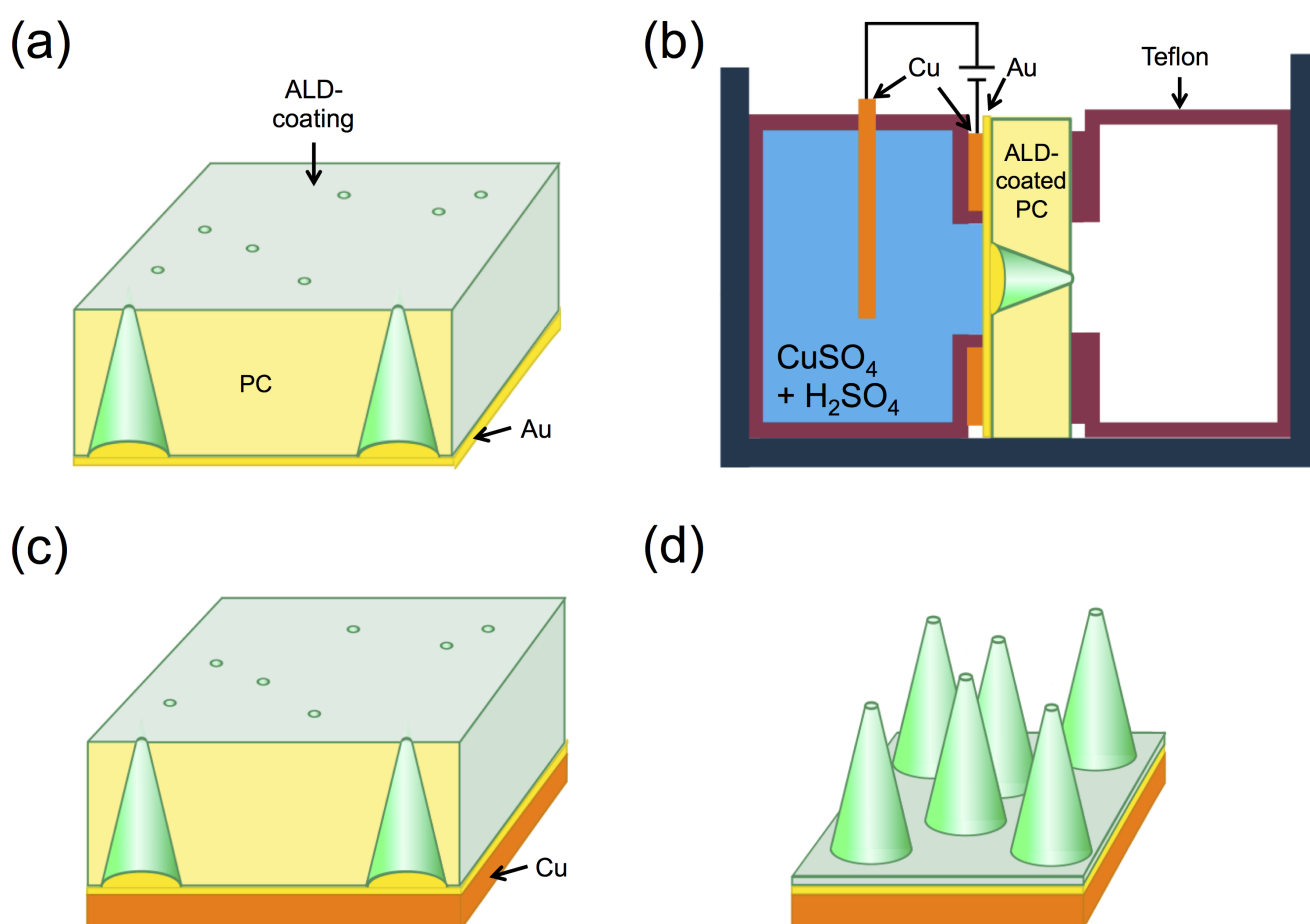 (a)
ALD-
coating
PC
Au
(b)
Cu
Au
Teflon
ALD-
coated
PC
CuSO₄
+ H₂SO₄
(c)
Cu
(d)